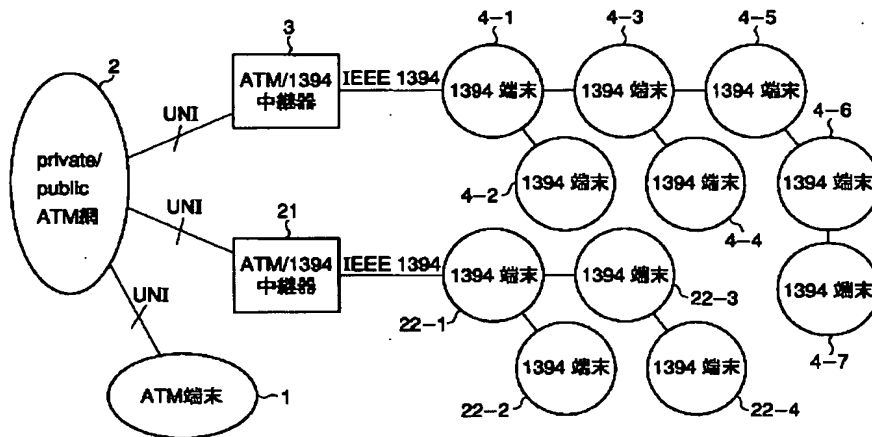 2
private/
public
ATM網
UNI
UNI
UNI
ATM端末
1
3
ATM/1394
中継器
IEEE 1394
21
ATM/1394
中継器
IEEE 1394
4-1
1394 端末
4-3
1394 端末
4-5
1394 端末
4-6
1394 端末
4-2
1394 端末
4-4
1394 端末
4-7
1394 端末
22-1
1394 端末
22-3
1394 端末
22-2
1394 端末
22-4
1394 端末